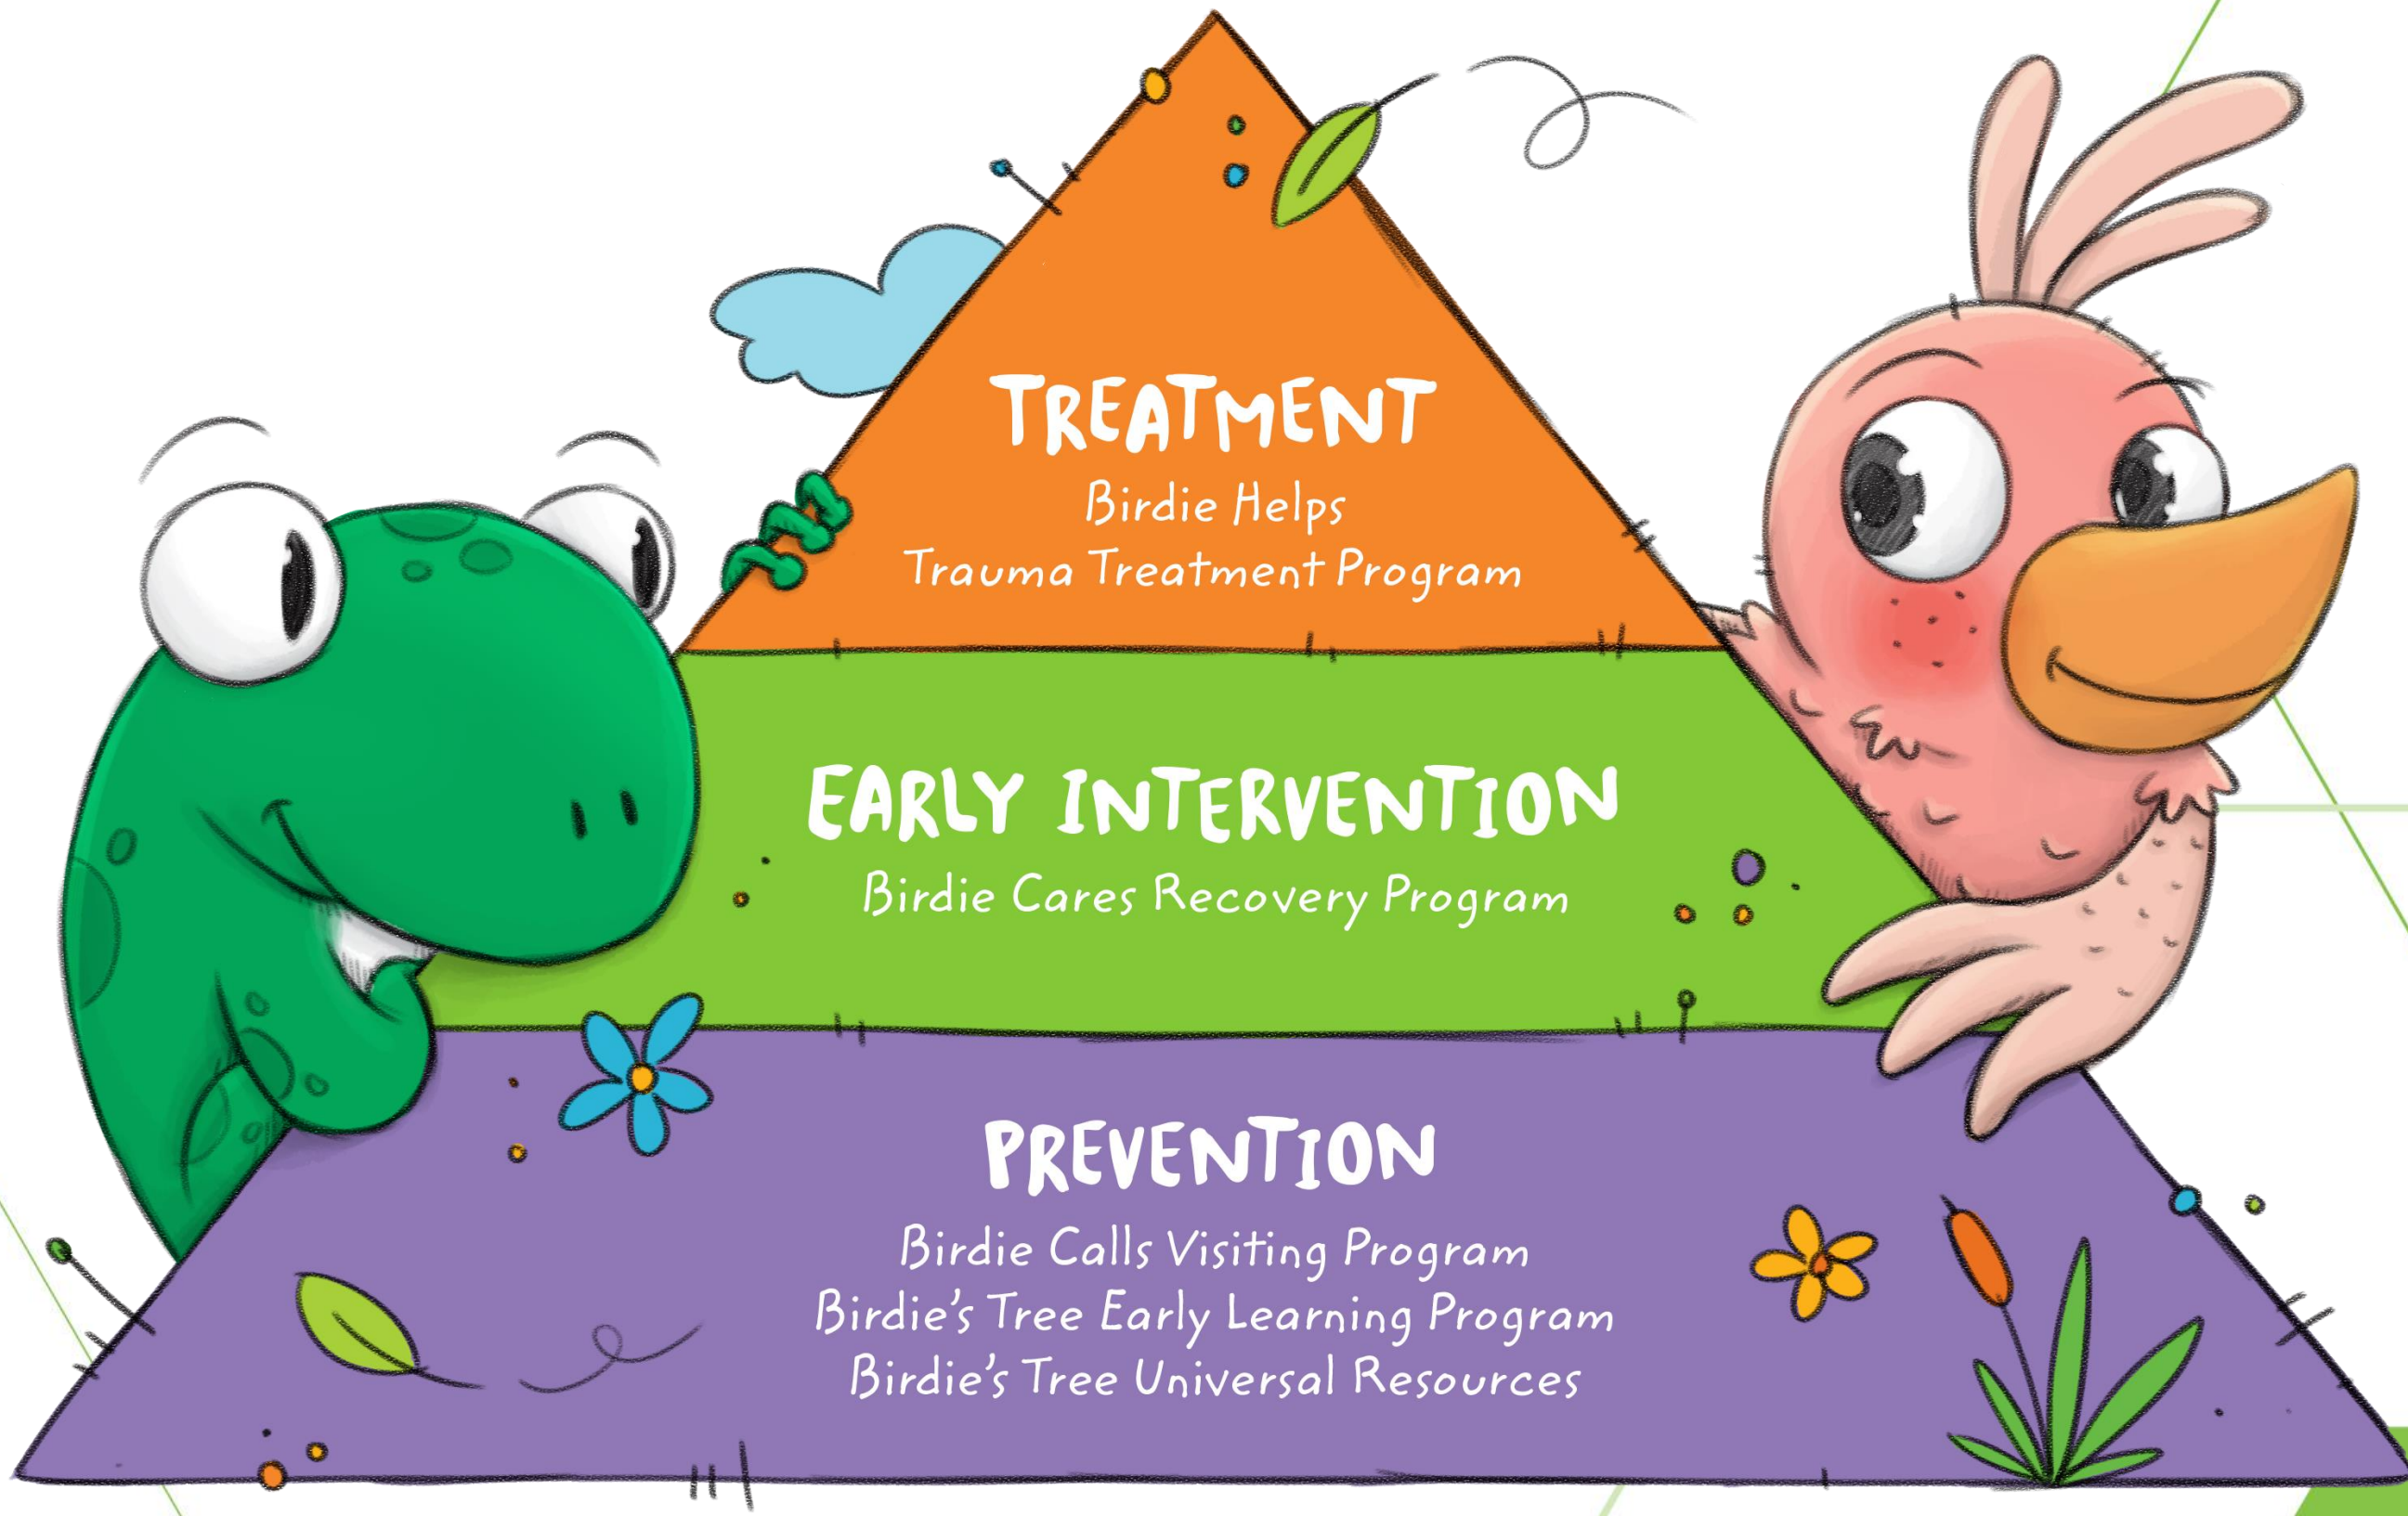 TREATMENT
Birdie Helps
Trauma Treatment Program
EARLY INTERVENTION
Birdie Cares Recovery Program
PREVENTION
Birdie Calls Visiting Program
Birdie's Tree Early Learning Program
Birdie's Tree Universal Resources